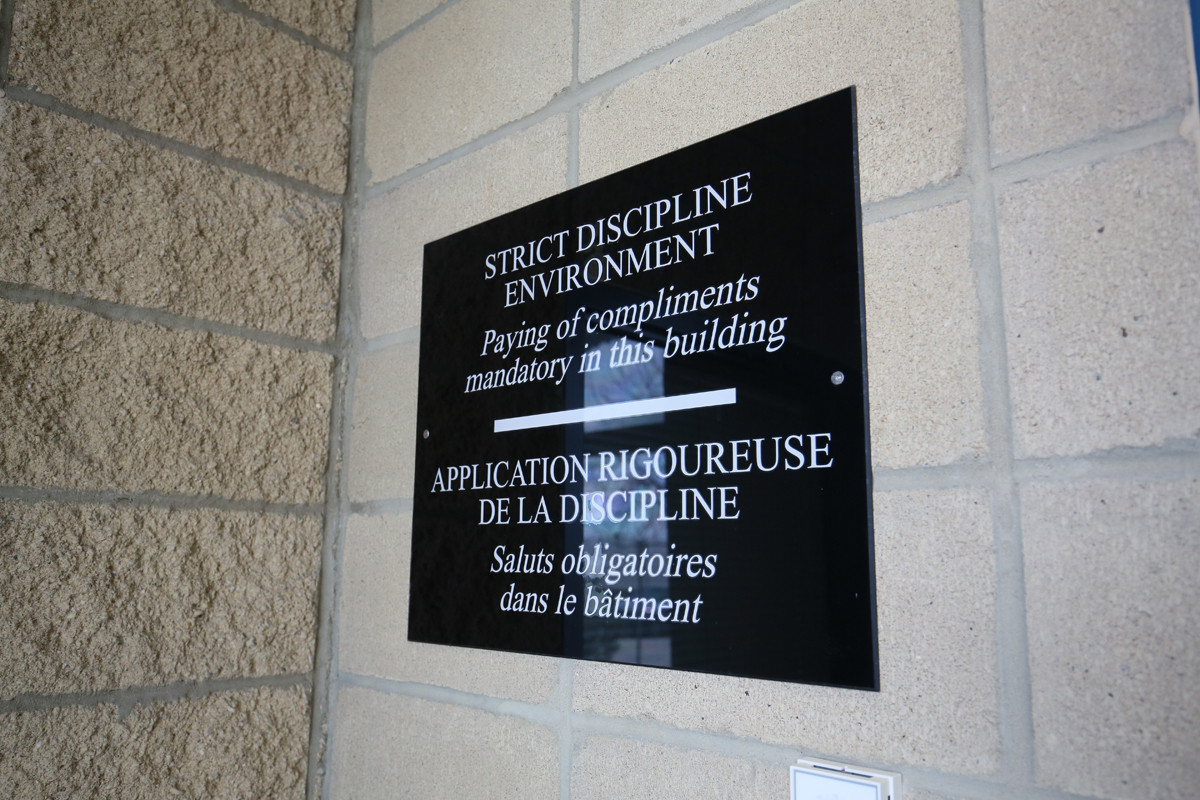 STRICT DISCIPLINE
ENVIRONMENT
Paying of compliments
mandatory in this building
APPLICATION RIGOUREUSE
DE LA DISCIPLINE
Saluts obligatoires
dans le bâtiment